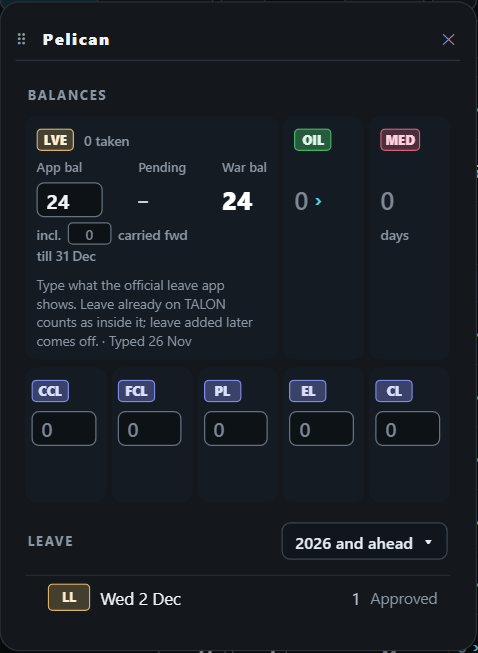 Pelican
BALANCES
LVE 0 taken
App bal Pending War bal
24 – 24
incl. 0 carried fwd
till 31 Dec
Type what the official leave app
shows. Leave already on TALON
counts as inside it; leave added later
comes off. · Typed 26 Nov
OIL
0 ›
MED
0
days
CCL FCL PL EL CL
0 0 0 0 0
LEAVE 2026 and ahead
LL Wed 2 Dec 1 Approved